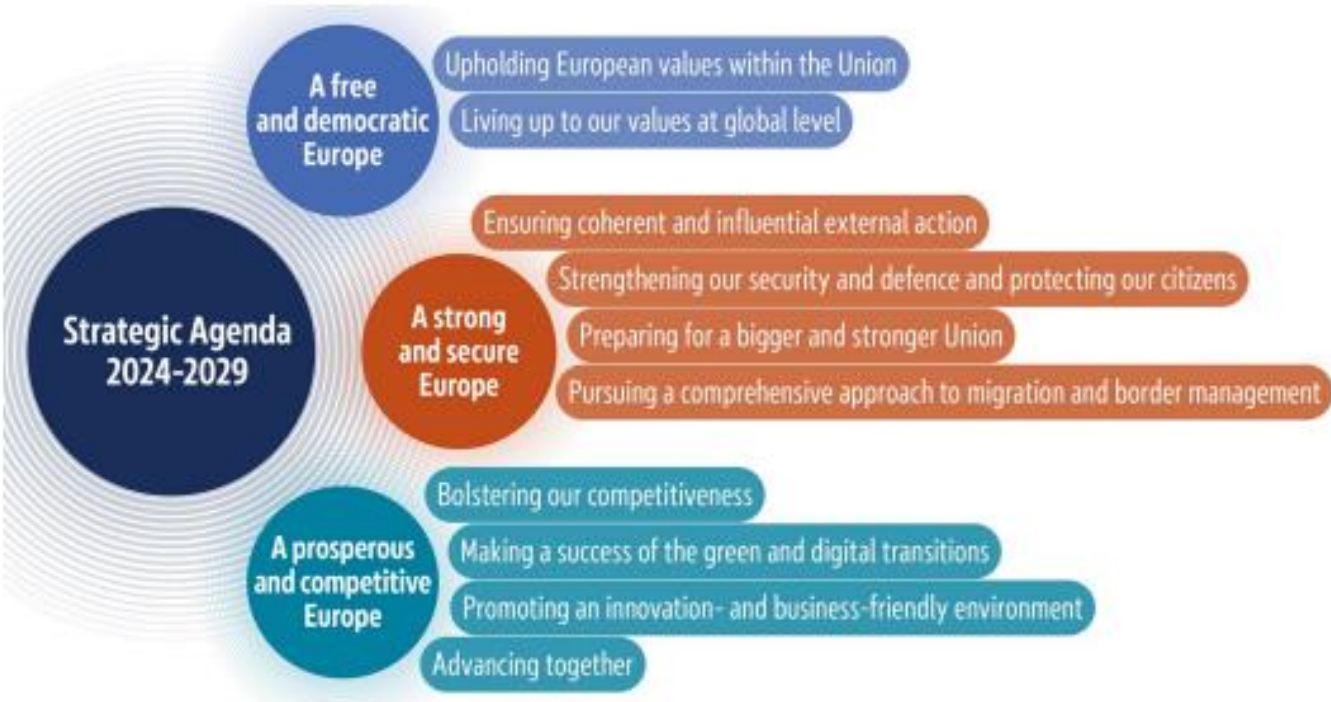 Strategic Agenda
2024-2029
A free
and democratic
Europe
Upholding European values within the Union
Living up to our values at global level
A strong
and secure
Europe
Ensuring coherent and influential external action
Strengthening our security and defence and protecting our citizens
Preparing for a bigger and stronger Union
Pursuing a comprehensive approach to migration and border management
A prosperous
and competitive
Europe
Bolstering our competitiveness
Making a success of the green and digital transitions
Promoting an innovation- and business-friendly environment
Advancing together